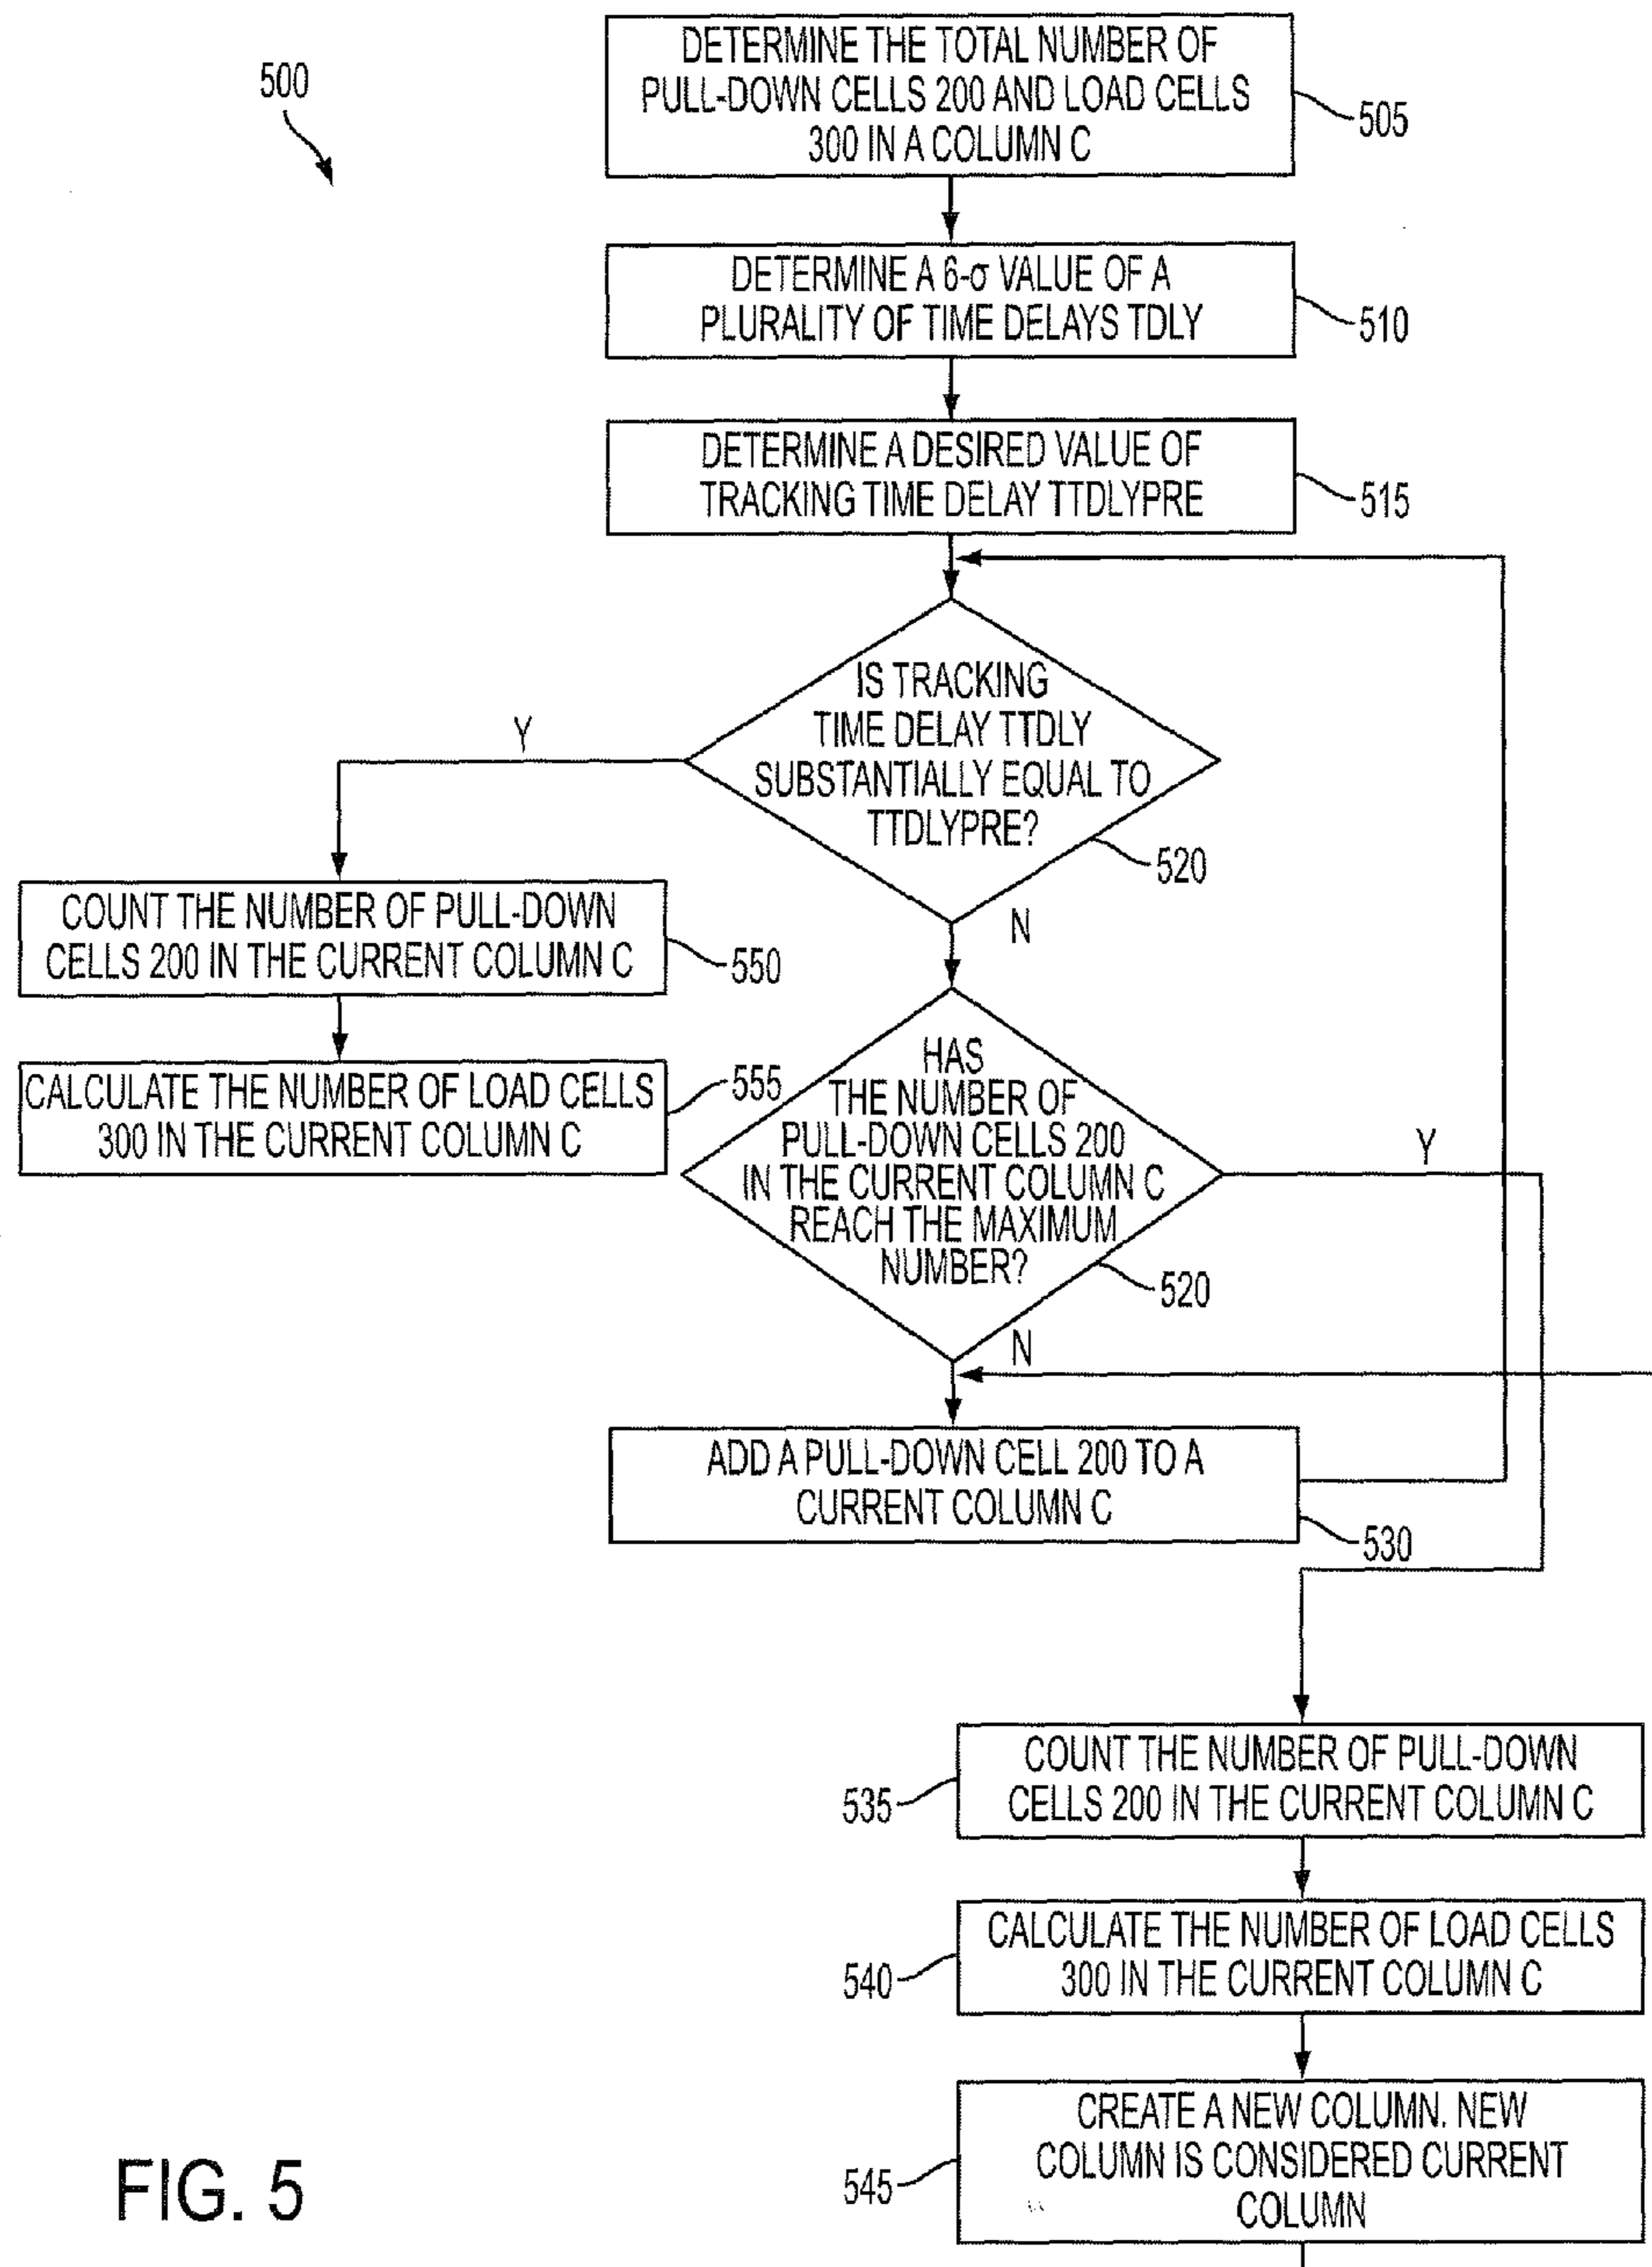 500
DETERMINE THE TOTAL NUMBER OF
PULL-DOWN CELLS 200 AND LOAD CELLS
300 IN A COLUMN C
505
DETERMINE A 6-σ VALUE OF A
PLURALITY OF TIME DELAYS TDLY
510
DETERMINE A DESIRED VALUE OF
TRACKING TIME DELAY TTDLYPRE
515
IS TRACKING
TIME DELAY TTDLY
SUBSTANTIALLY EQUAL TO
TTDLYPRE?
520
Y
N
COUNT THE NUMBER OF PULL-DOWN
CELLS 200 IN THE CURRENT COLUMN C
550
CALCULATE THE NUMBER OF LOAD CELLS
300 IN THE CURRENT COLUMN C
555
HAS
THE NUMBER OF
PULL-DOWN CELLS 200
IN THE CURRENT COLUMN C
REACH THE MAXIMUM
NUMBER?
520
Y
N
ADD A PULL-DOWN CELL 200 TO A
CURRENT COLUMN C
530
COUNT THE NUMBER OF PULL-DOWN
CELLS 200 IN THE CURRENT COLUMN C
535
CALCULATE THE NUMBER OF LOAD CELLS
300 IN THE CURRENT COLUMN C
540
CREATE A NEW COLUMN. NEW
COLUMN IS CONSIDERED CURRENT
COLUMN
545
FIG. 5